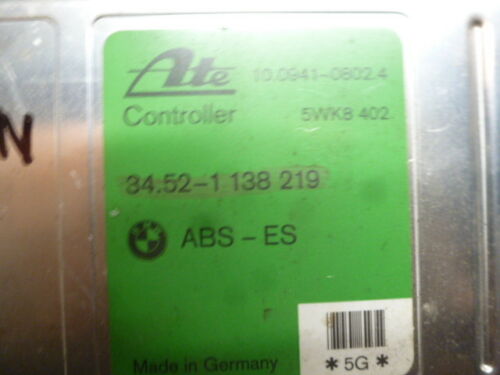 Ate 10.0941-0802.4
Controller 5WK8 402
34.52-1 138 219
ABS - ES
Made in Germany
* 5G *
N